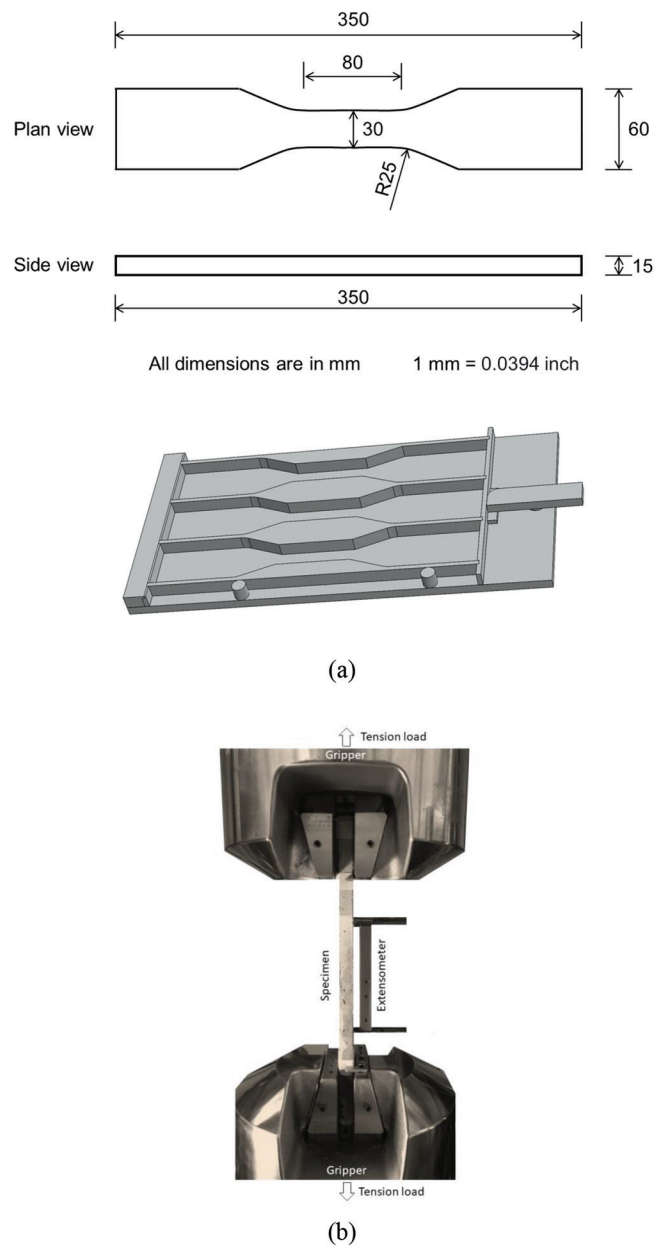 350
80
Plan view
30
60
R25
Side view
15
350
All dimensions are in mm 1 mm = 0.0394 inch
(a)
Tension load
Gripper
Specimen
Extensometer
Gripper
Tension load
(b)